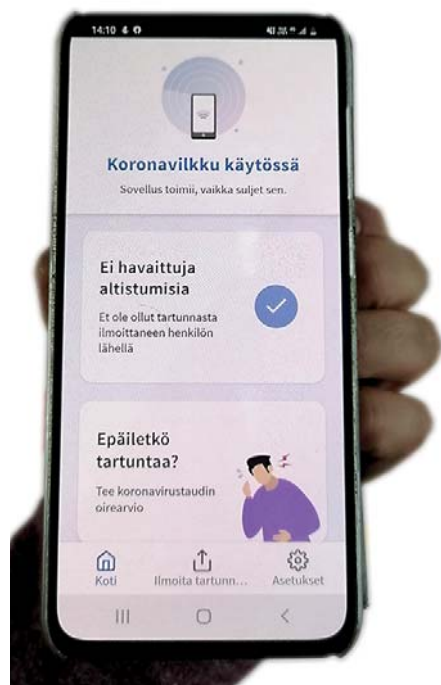 14:10
Koronavilkku käytössä
Sovellus toimii, vaikka suljet sen.
Ei havaittuja
altistumisia
Et ole ollut tartunnasta
ilmoittaneen henkilön
lähellä
Epäiletkö
tartuntaa?
Tee koronavirustaudin
oirearvio
Koti Ilmoita tartunn... Asetukset